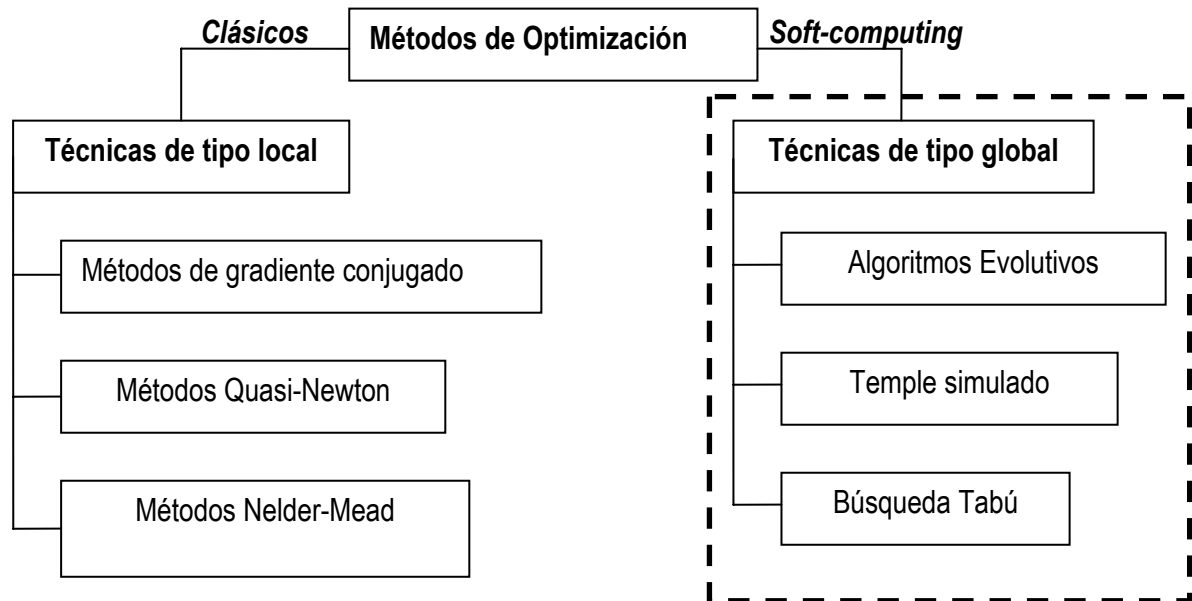 Clásicos
Métodos de Optimización
Soft-computing
Técnicas de tipo local
Métodos de gradiente conjugado
Métodos Quasi-Newton
Métodos Nelder-Mead
Técnicas de tipo global
Algoritmos Evolutivos
Temple simulado
Búsqueda Tabú